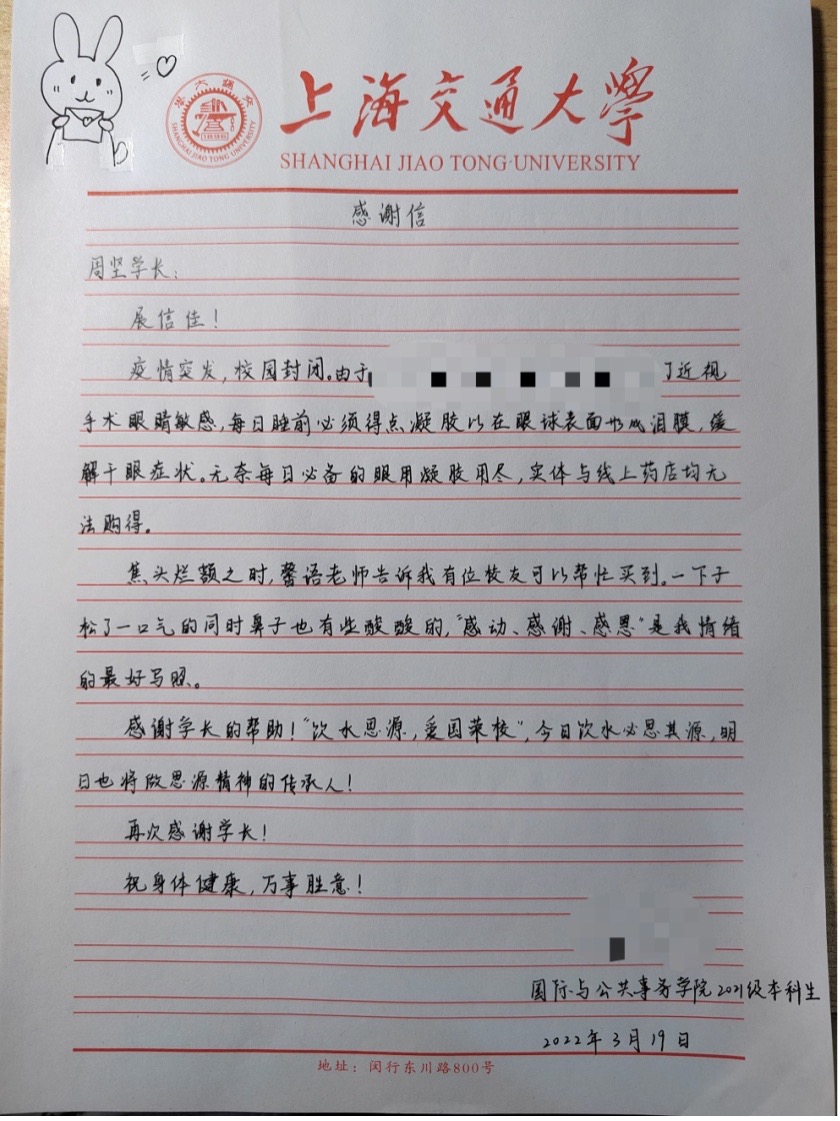 上海交通大學
SHANGHAI JIAO TONG UNIVERSITY
感谢信
周坚学长：
展信佳！
疫情突发，校园封闭。由于 了近视
手术眼睛敏感，每日睡前必须得点凝胶以在眼球表面形成泪膜，缓
解干眼症状。无奈每日必备的眼用凝胶用尽，实体与线上药店均无
法购得。
焦头烂额之时，馨语老师告诉我有位校友可以帮忙买到。一下子
松了一口气的同时鼻子也有些酸酸的，“感动、感谢、感恩”是我情绪
的最好写照。
感谢学长的帮助！“饮水思源，爱国荣校”，今日饮水必思其源，明
日也将做思源精神的传承人！
再次感谢学长！
祝身体健康，万事胜意！
国际与公共事务学院2021级本科生
2022年3月19日
地址：闵行东川路800号